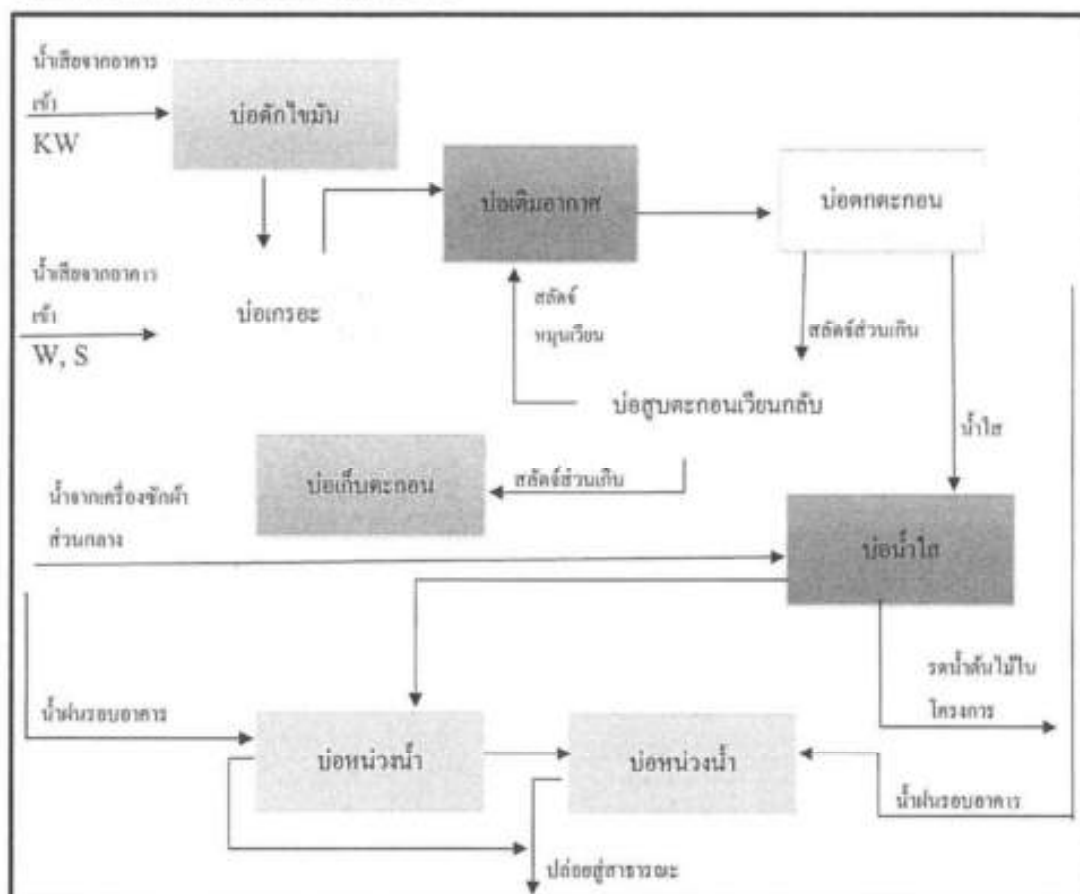 น้ำเสียจากอาคาร
เข้า
KW
บ่อดักไขมัน
บ่อเติมอากาศ
บ่อตกตะกอน
น้ำเสียจากอาคาร
เข้า
W, S
บ่อเกรอะ
สลัดจ์
หมุนเวียน
สลัดจ์ส่วนเกิน
บ่อสูบตะกอนเวียนกลับ
น้ำใส
บ่อเก็บตะกอน
สลัดจ์ส่วนเกิน
น้ำจากเครื่องซักผ้า
ส่วนกลาง
บ่อน้ำใส
รดน้ำต้นไม้ใน
โครงการ
น้ำฝนรอบอาคาร
บ่อหน่วงน้ำ
บ่อหน่วงน้ำ
น้ำฝนรอบอาคาร
ปล่อยสู่สาธารณะ